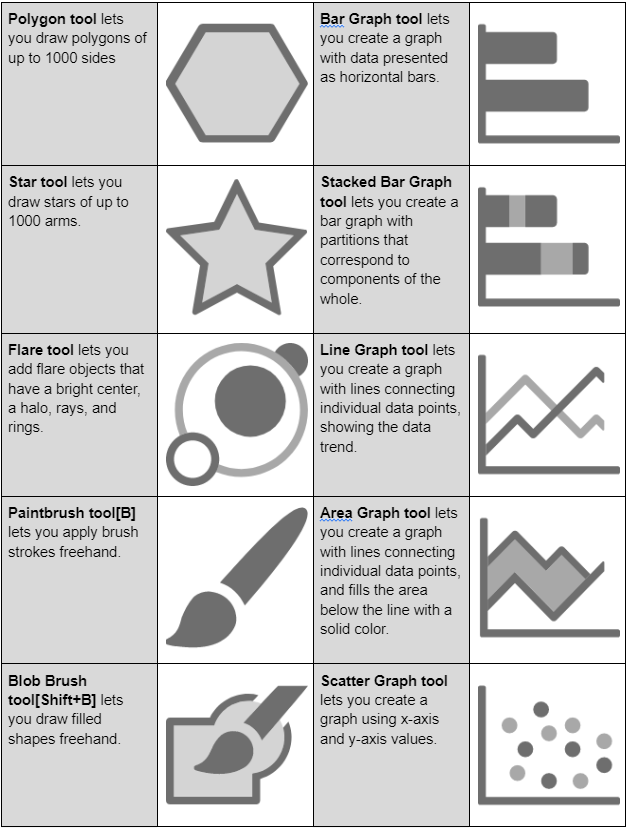 Polygon tool lets
you draw polygons of
up to 1000 sides
Bar Graph tool lets
you create a graph
with data presented
as horizontal bars.
Star tool lets you
draw stars of up to
1000 arms.
Stacked Bar Graph
tool lets you create a
bar graph with
partitions that
correspond to
components of the
whole.
Flare tool lets you
add flare objects that
have a bright center,
a halo, rays, and
rings.
Line Graph tool lets
you create a graph
with lines connecting
individual data points,
showing the data
trend.
Paintbrush tool[B]
lets you apply brush
strokes freehand.
Area Graph tool lets
you create a graph
with lines connecting
individual data points,
and fills the area
below the line with a
solid color.
Blob Brush
tool[Shift+B] lets
you draw filled
shapes freehand.
Scatter Graph tool
lets you create a
graph using x-axis
and y-axis values.